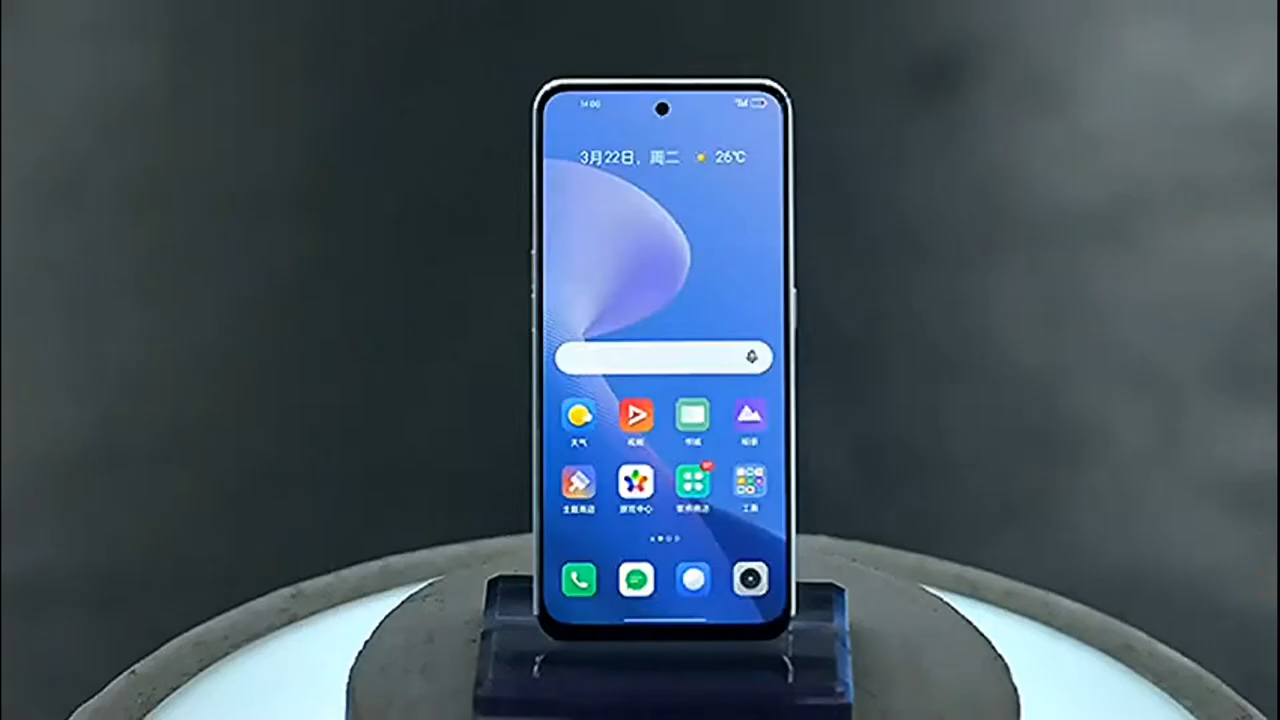 14:00
3月22日，周二 26℃
天气 视频 书城 相册
主题商店 游戏中心 软件商店 工具